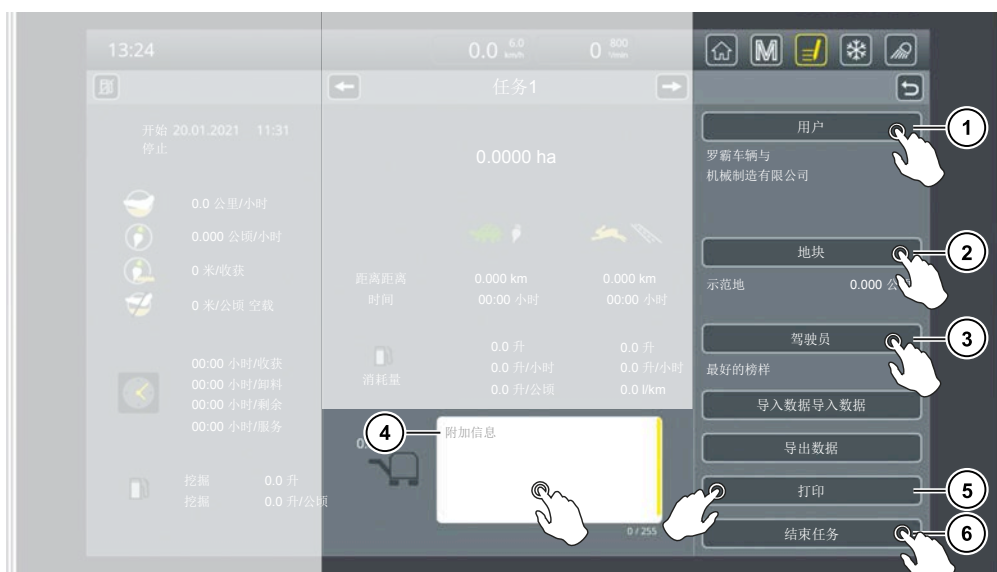 13:24
0.0 6.0 km/h
0 800 1/min
M
任务1
开始 20.01.2021 11:31
停止
0.0 公里/小时
0.000 公顷/小时
0 米/收获
0 米/公顷 空载
00:00 小时/收获
00:00 小时/卸料
00:00 小时/剩余
00:00 小时/服务
挖掘 0.0 升
挖掘 0.0 升/公顷
0.0000 ha
距离距离 0.000 km 0.000 km
时间 00:00 小时 00:00 小时
0.0 升 0.0 升
消耗量 0.0 升/小时 0.0 升/小时
0.0 升/公顷 0.0 l/km
4
附加信息
0 / 255
用户
1
罗霸车辆与
机械制造有限公司
地块
2
示范地 0.000
驾驶员
3
最好的榜样
导入数据导入数据
导出数据
打印
5
结束任务
6